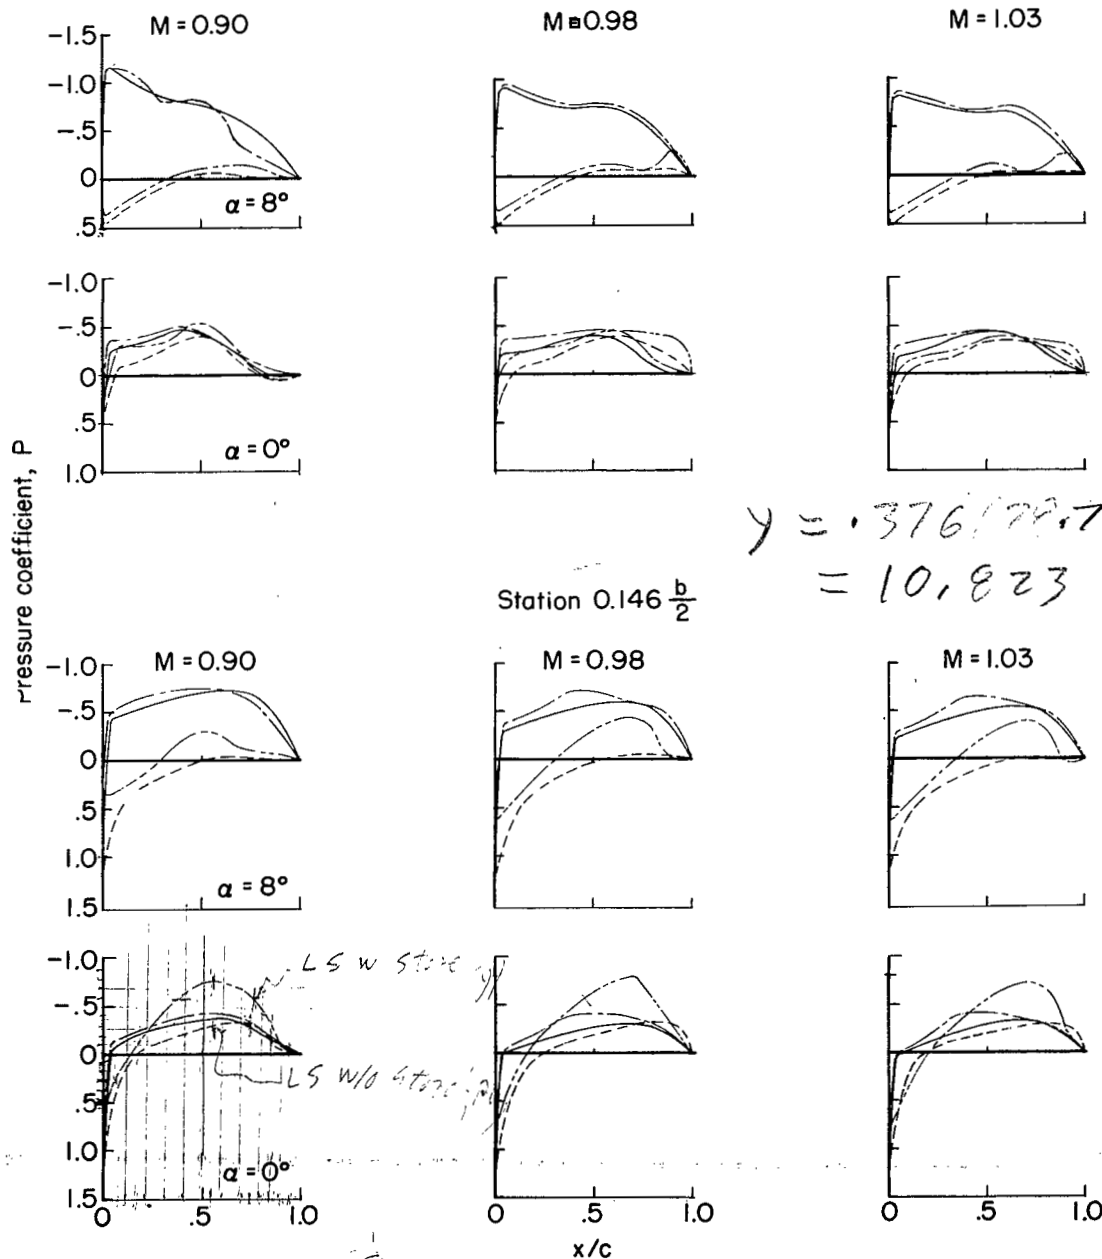 M = 0.90 M = 0.98 M = 1.03
-1.5
-1.0
-.5
0
.5
α = 8°
-1.0
-.5
0
.5
1.0
α = 0°
Pressure coefficient, P
y = .376
= 10.823
Station 0.146 b/2
M = 0.90 M = 0.98 M = 1.03
-1.0
-.5
0
.5
1.0
1.5
α = 8°
-1.0
-.5
0
.5
1.0
1.5
LS w store
LS w/o store
α = 0°
0 .5 1.0 0 .5 1.0 0 .5 1.0
x/c